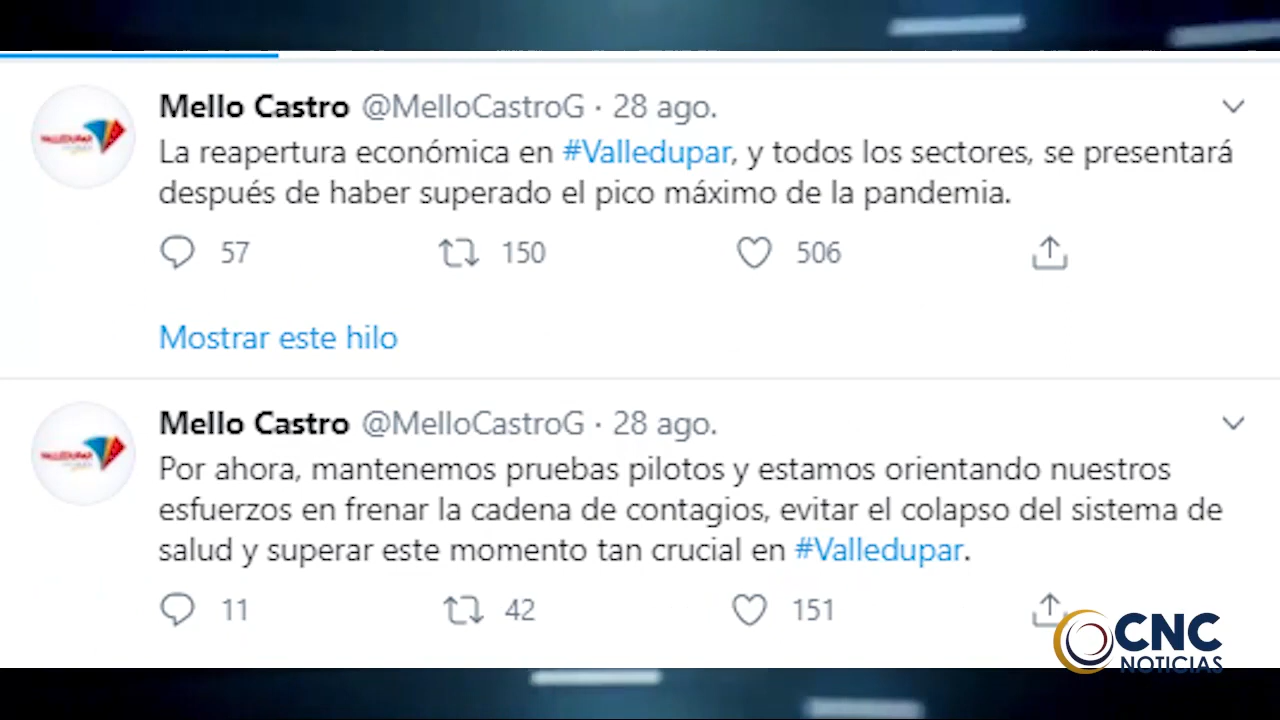 Mello Castro @MelloCastroG · 28 ago.
VALLEDUPAR
La reapertura económica en #Valledupar, y todos los sectores, se presentará
después de haber superado el pico máximo de la pandemia.
57 150 506
Mostrar este hilo
Mello Castro @MelloCastroG · 28 ago.
VALLEDUPAR
Por ahora, mantenemos pruebas pilotos y estamos orientando nuestros
esfuerzos en frenar la cadena de contagios, evitar el colapso del sistema de
salud y superar este momento tan crucial en #Valledupar.
11 42 151
CNC
NOTICIAS